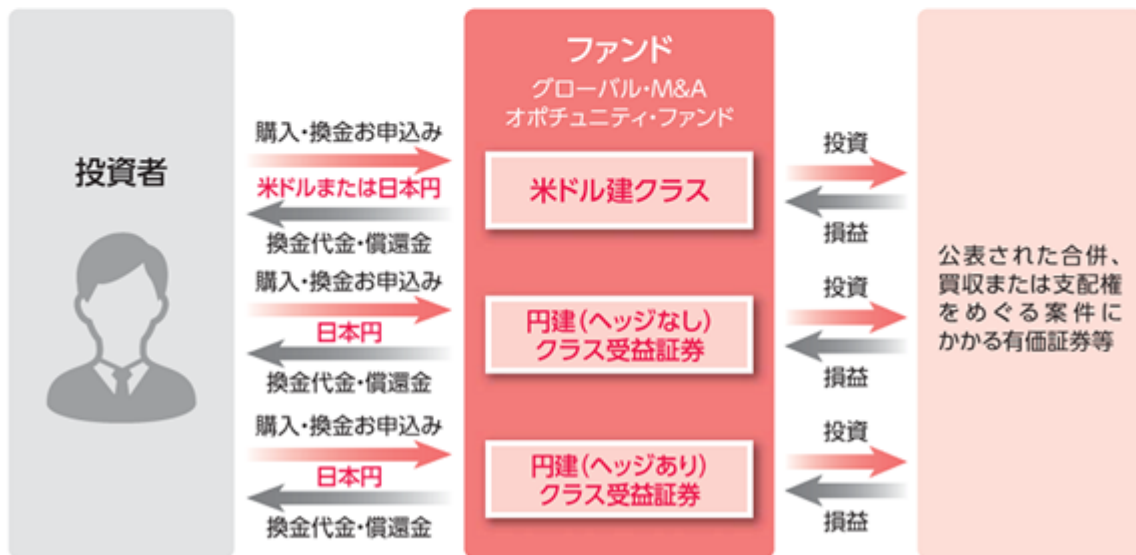 投資者
購入・換金お申込み
米ドルまたは日本円
換金代金・償還金
購入・換金お申込み
日本円
換金代金・償還金
購入・換金お申込み
日本円
換金代金・償還金
ファンド
グローバル・M&A
オポチュニティ・ファンド
米ドル建クラス
円建(ヘッジなし)
クラス受益証券
円建(ヘッジあり)
クラス受益証券
投資
損益
投資
損益
投資
損益
公表された合併、
買収または支配権
をめぐる案件に
かかる有価証券等